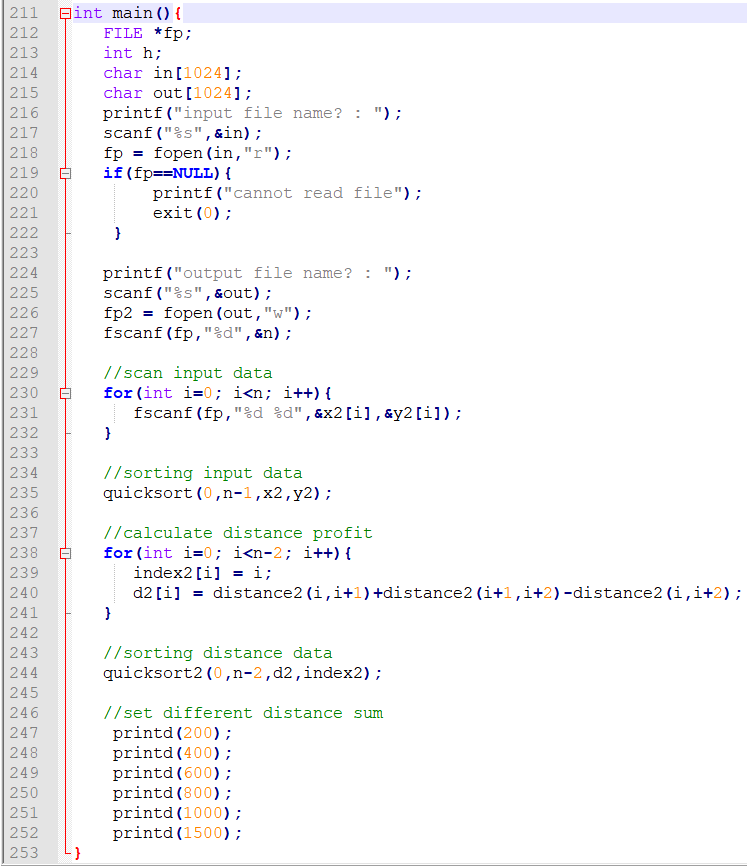 211 int main(){
212 FILE *fp;
213 int h;
214 char in[1024];
215 char out[1024];
216 printf("input file name? : ");
217 scanf("%s",&in);
218 fp = fopen(in,"r");
219 if(fp==NULL){
220 printf("cannot read file");
221 exit(0);
222 }
223
224 printf("output file name? : ");
225 scanf("%s",&out);
226 fp2 = fopen(out,"w");
227 fscanf(fp,"%d",&n);
228
229 //scan input data
230 for(int i=0; i<n; i++){
231 fscanf(fp,"%d %d",&x2[i],&y2[i]);
232 }
233
234 //sorting input data
235 quicksort(0,n-1,x2,y2);
236
237 //calculate distance profit
238 for(int i=0; i<n-2; i++){
239 index2[i] = i;
240 d2[i] = distance2(i,i+1)+distance2(i+1,i+2)-distance2(i,i+2);
241 }
242
243 //sorting distance data
244 quicksort2(0,n-2,d2,index2);
245
246 //set different distance sum
247 printd(200);
248 printd(400);
249 printd(600);
250 printd(800);
251 printd(1000);
252 printd(1500);
253 }